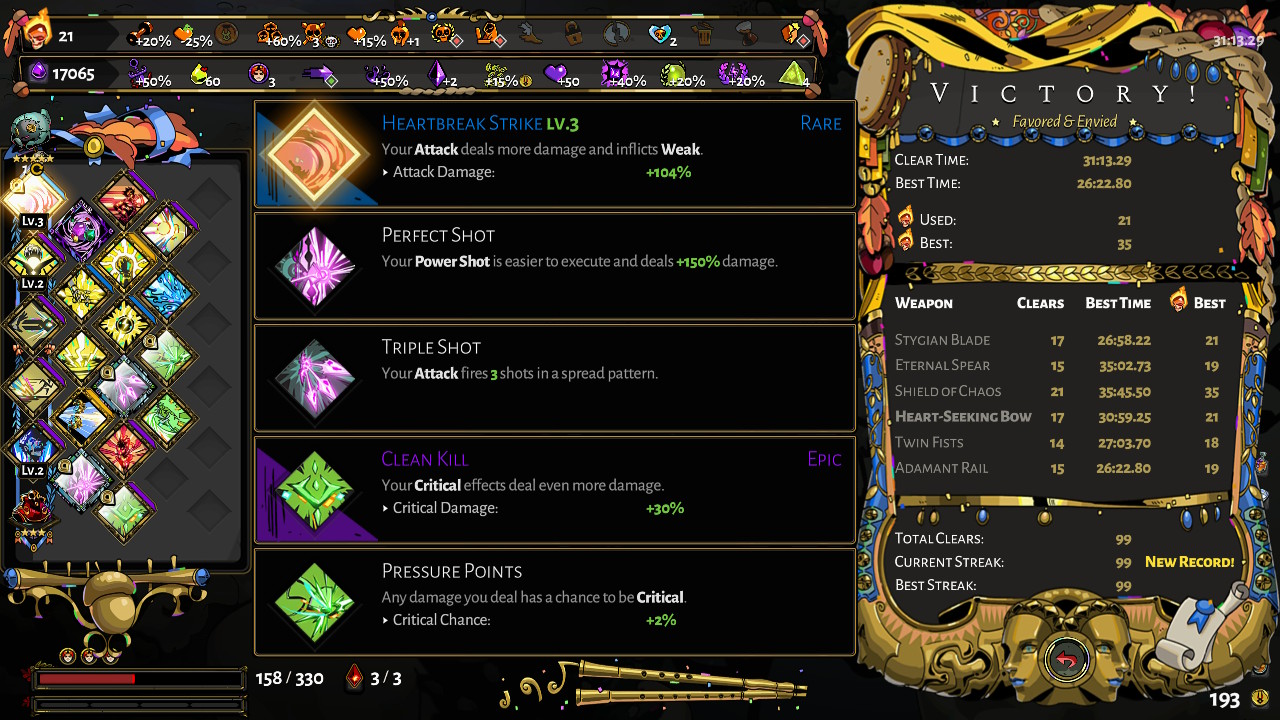 21
+20%
-25%
+60%
3
+15%
+1
2
17065
+50%
-60
3
+50%
+2
+15%
+50
+40%
+20%
+20%
4
Lv.3
Lv.2
Lv.2
HEARTBREAK STRIKE LV.3
RARE
Your Attack deals more damage and inflicts Weak.
Attack Damage: +104%
PERFECT SHOT
Your Power Shot is easier to execute and deals +150% damage.
TRIPLE SHOT
Your Attack fires 3 shots in a spread pattern.
CLEAN KILL
EPIC
Your Critical effects deal even more damage.
Critical Damage: +30%
PRESSURE POINTS
Any damage you deal has a chance to be Critical.
Critical Chance: +2%
158 / 330
3 / 3
31:13.29
VICTORY!
Favored & Envied
CLEAR TIME: 31:13.29
BEST TIME: 26:22.80
USED: 21
BEST: 35
WEAPON CLEARS BEST TIME BEST
STYGIAN BLADE 17 26:58.22 21
ETERNAL SPEAR 15 35:02.73 19
SHIELD OF CHAOS 21 35:45.50 35
HEART-SEEKING BOW 17 30:59.25 21
TWIN FISTS 14 27:03.70 18
ADAMANT RAIL 15 26:22.80 19
TOTAL CLEARS: 99
CURRENT STREAK: 99 NEW RECORD!
BEST STREAK: 99
193